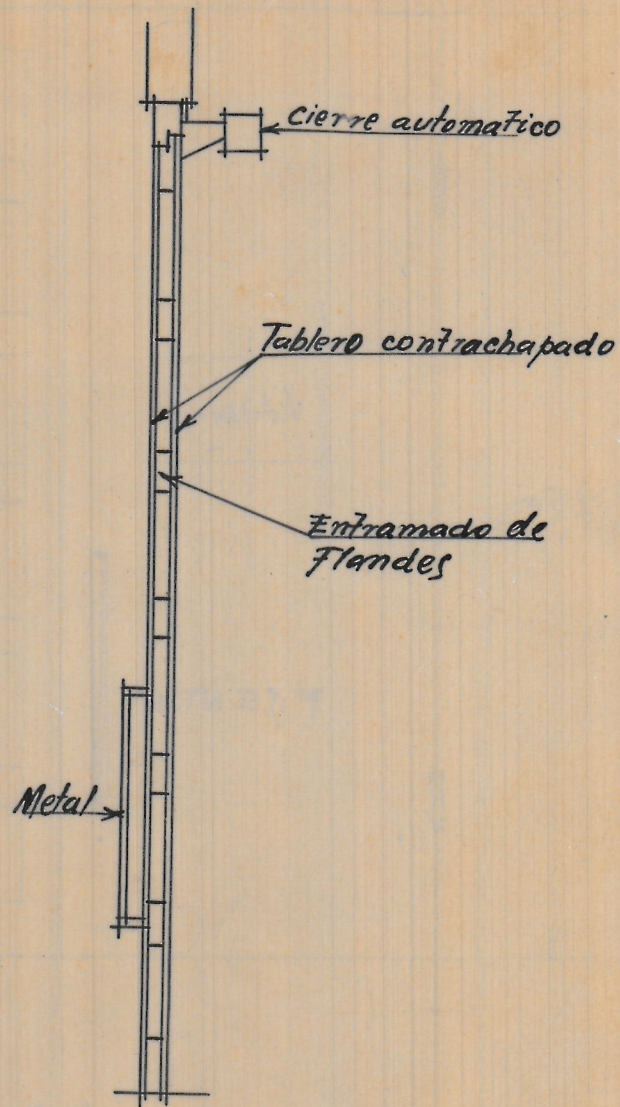 cierre automatico
Tablero contrachapado
Entramado de
Flandes
Metal